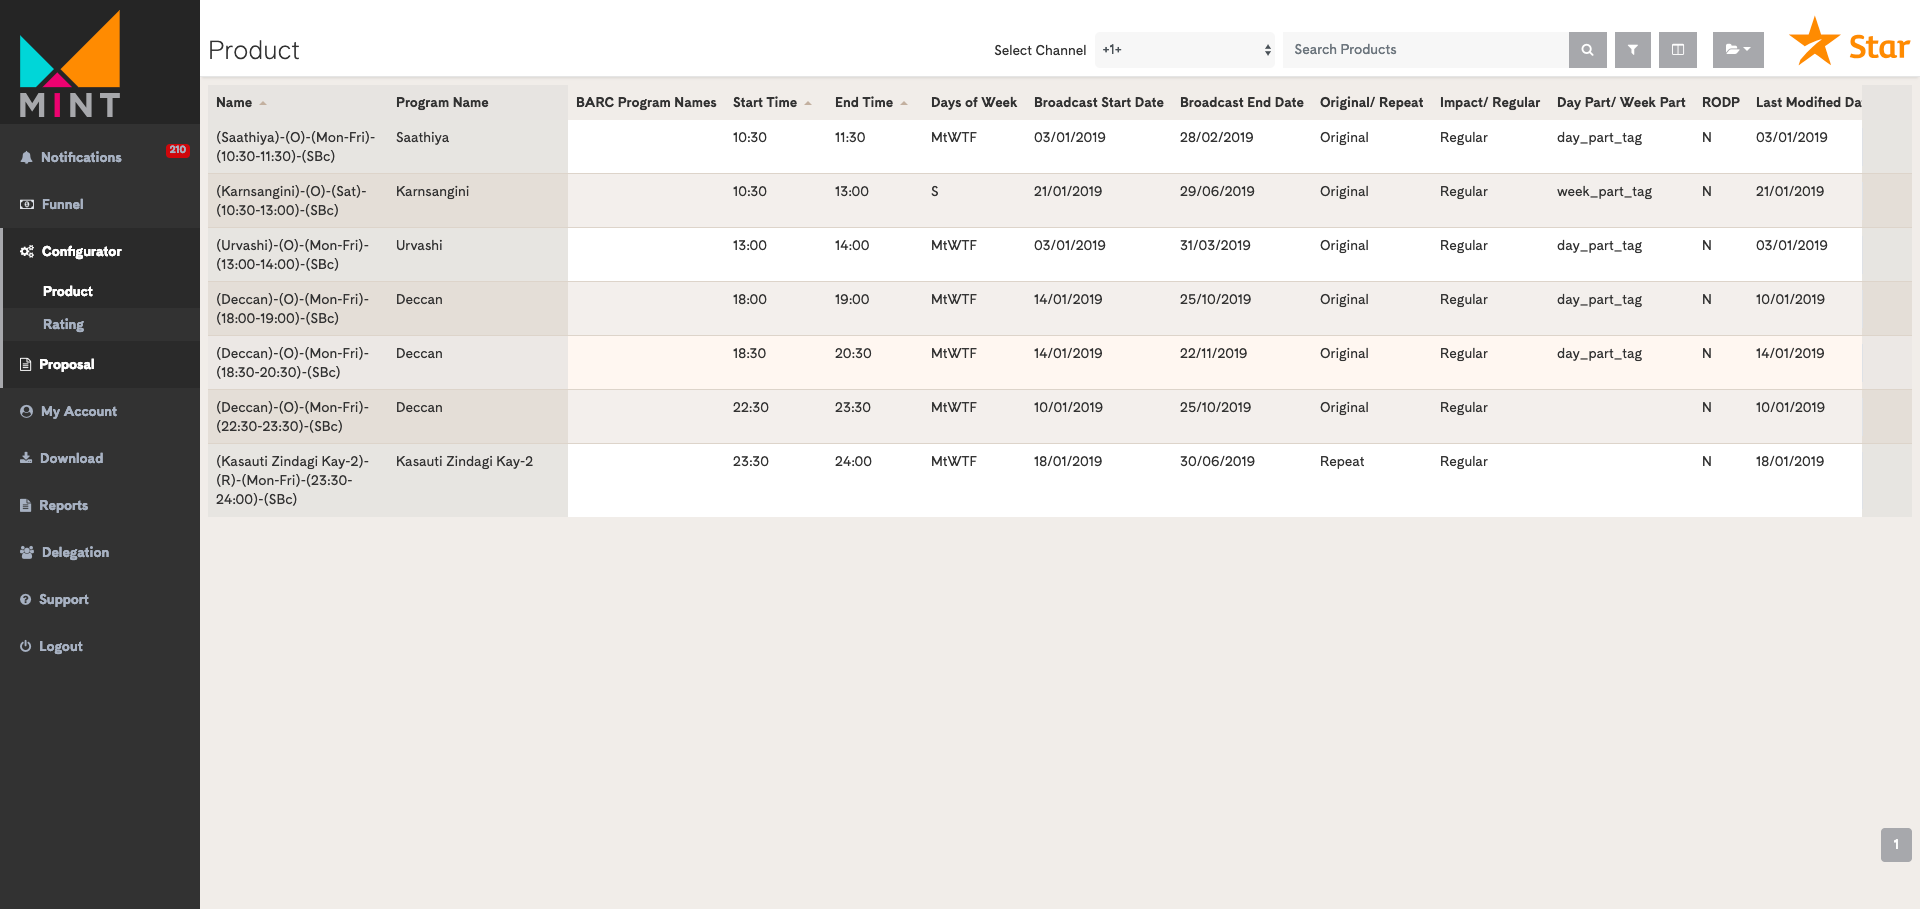 MINT
Product
Select Channel +1+ Search Products Star
Notifications 210
Funnel
Configurator
Product
Rating
Proposal
My Account
Download
Reports
Delegation
Support
Logout
Name Program Name BARC Program Names Start Time End Time Days of Week Broadcast Start Date Broadcast End Date Original/ Repeat Impact/ Regular Day Part/ Week Part RODP Last Modified Da
(Saathiya)-(O)-(Mon-Fri)- Saathiya 10:30 11:30 MtWTF 03/01/2019 28/02/2019 Original Regular day_part_tag N 03/01/2019
(10:30-11:30)-(SBc)
(Karnsangini)-(O)-(Sat)- Karnsangini 10:30 13:00 S 21/01/2019 29/06/2019 Original Regular week_part_tag N 21/01/2019
(10:30-13:00)-(SBc)
(Urvashi)-(O)-(Mon-Fri)- Urvashi 13:00 14:00 MtWTF 03/01/2019 31/03/2019 Original Regular day_part_tag N 03/01/2019
(13:00-14:00)-(SBc)
(Deccan)-(O)-(Mon-Fri)- Deccan 18:00 19:00 MtWTF 14/01/2019 25/10/2019 Original Regular day_part_tag N 10/01/2019
(18:00-19:00)-(SBc)
(Deccan)-(O)-(Mon-Fri)- Deccan 18:30 20:30 MtWTF 14/01/2019 22/11/2019 Original Regular day_part_tag N 14/01/2019
(18:30-20:30)-(SBc)
(Deccan)-(O)-(Mon-Fri)- Deccan 22:30 23:30 MtWTF 10/01/2019 25/10/2019 Original Regular N 10/01/2019
(22:30-23:30)-(SBc)
(Kasauti Zindagi Kay-2)- Kasauti Zindagi Kay-2 23:30 24:00 MtWTF 18/01/2019 30/06/2019 Repeat Regular N 18/01/2019
(R)-(Mon-Fri)-(23:30-
24:00)-(SBc)
1